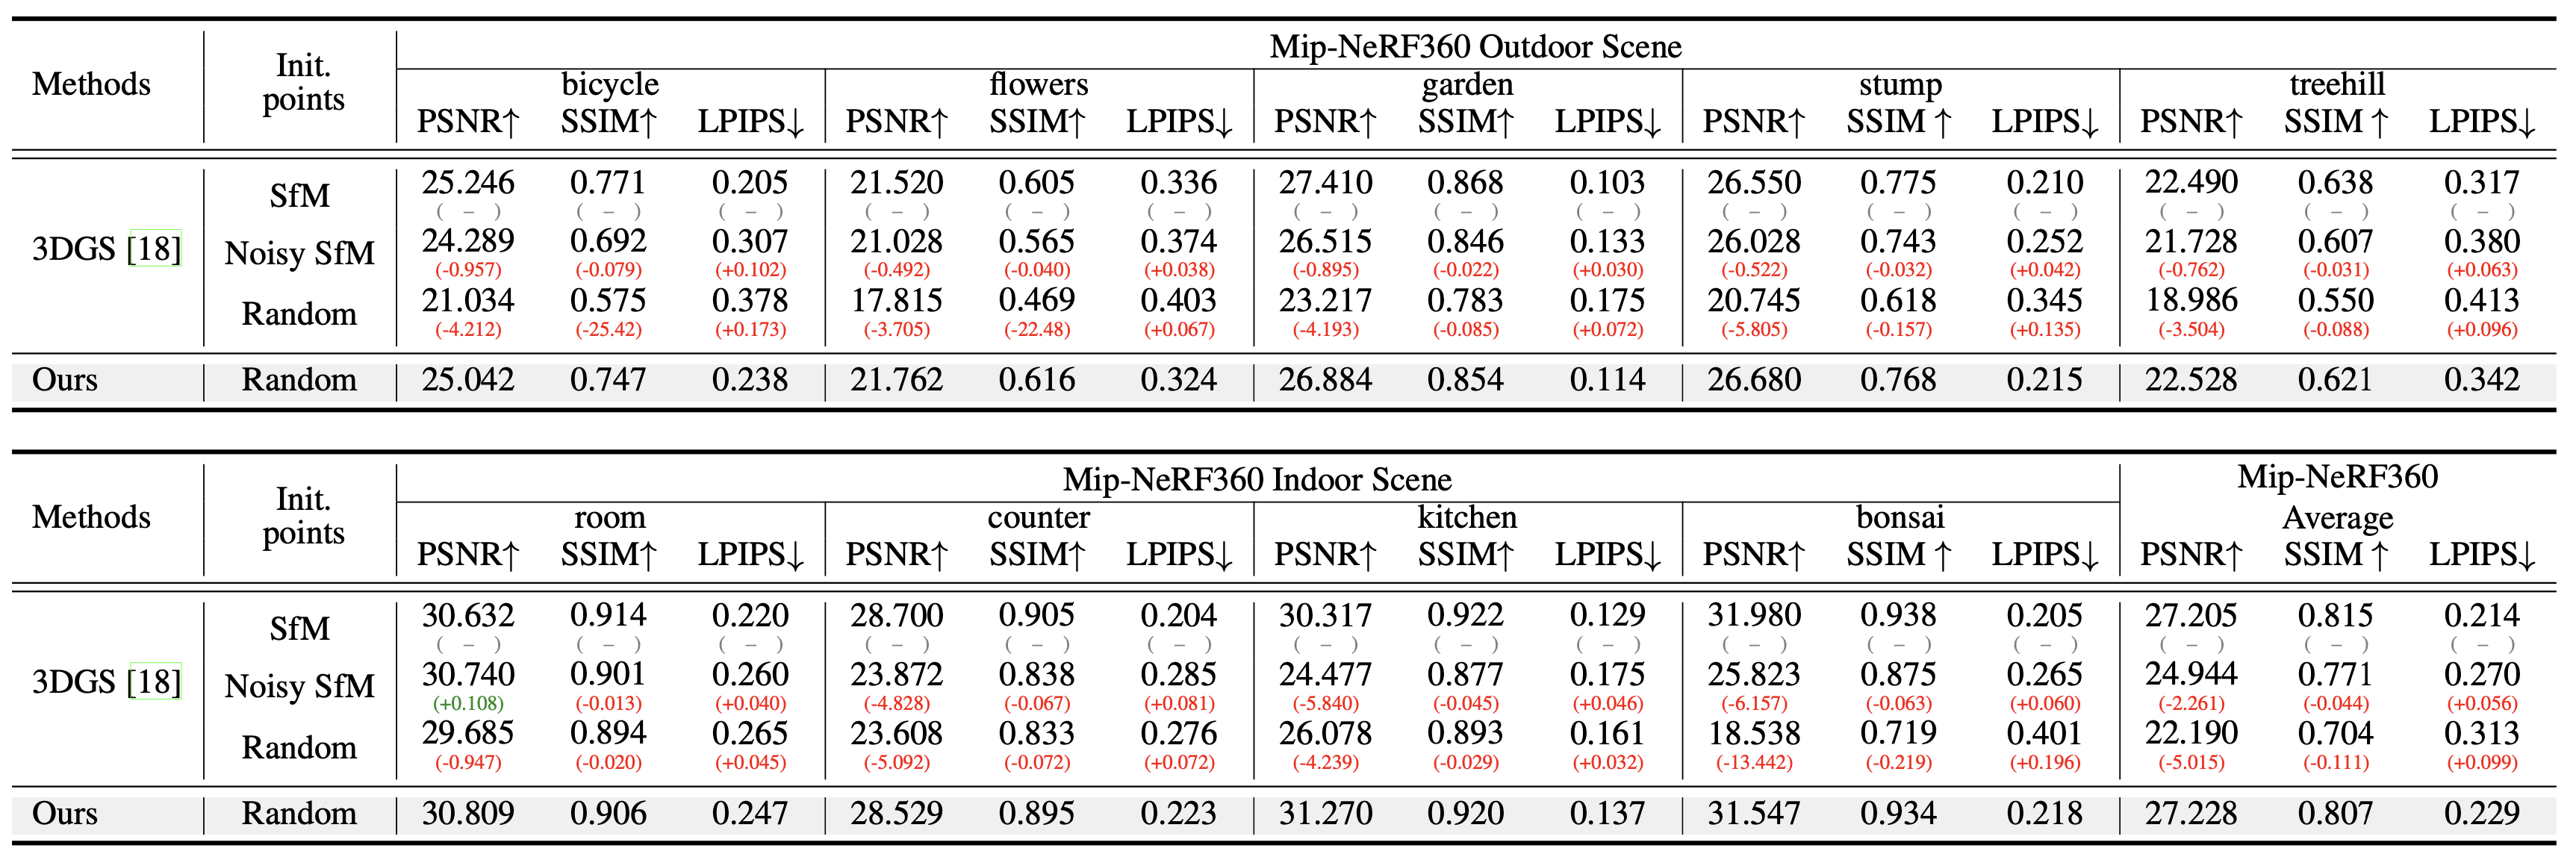 Mip-NeRF360 Outdoor Scene
Methods Init. points bicycle flowers garden stump treehill
PSNR↑ SSIM↑ LPIPS↓ PSNR↑ SSIM↑ LPIPS↓ PSNR↑ SSIM↑ LPIPS↓ PSNR↑ SSIM ↑ LPIPS↓ PSNR↑ SSIM ↑ LPIPS↓
3DGS [18] SfM 25.246 0.771 0.205 21.520 0.605 0.336 27.410 0.868 0.103 26.550 0.775 0.210 22.490 0.638 0.317
( – ) ( – ) ( – ) ( – ) ( – ) ( – ) ( – ) ( – ) ( – ) ( – ) ( – ) ( – ) ( – ) ( – ) ( – )
Noisy SfM 24.289 0.692 0.307 21.028 0.565 0.374 26.515 0.846 0.133 26.028 0.743 0.252 21.728 0.607 0.380
(-0.957) (-0.079) (+0.102) (-0.492) (-0.040) (+0.038) (-0.895) (-0.022) (+0.030) (-0.522) (-0.032) (+0.042) (-0.762) (-0.031) (+0.063)
Random 21.034 0.575 0.378 17.815 0.469 0.403 23.217 0.783 0.175 20.745 0.618 0.345 18.986 0.550 0.413
(-4.212) (-25.42) (+0.173) (-3.705) (-22.48) (+0.067) (-4.193) (-0.085) (+0.072) (-5.805) (-0.157) (+0.135) (-3.504) (-0.088) (+0.096)
Ours Random 25.042 0.747 0.238 21.762 0.616 0.324 26.884 0.854 0.114 26.680 0.768 0.215 22.528 0.621 0.342
Mip-NeRF360 Indoor Scene Mip-NeRF360
Methods Init. points room counter kitchen bonsai Average
PSNR↑ SSIM↑ LPIPS↓ PSNR↑ SSIM↑ LPIPS↓ PSNR↑ SSIM↑ LPIPS↓ PSNR↑ SSIM ↑ LPIPS↓ PSNR↑ SSIM ↑ LPIPS↓
3DGS [18] SfM 30.632 0.914 0.220 28.700 0.905 0.204 30.317 0.922 0.129 31.980 0.938 0.205 27.205 0.815 0.214
( – ) ( – ) ( – ) ( – ) ( – ) ( – ) ( – ) ( – ) ( – ) ( – ) ( – ) ( – ) ( – ) ( – ) ( – )
Noisy SfM 30.740 0.901 0.260 23.872 0.838 0.285 24.477 0.877 0.175 25.823 0.875 0.265 24.944 0.771 0.270
(+0.108) (-0.013) (+0.040) (-4.828) (-0.067) (+0.081) (-5.840) (-0.045) (+0.046) (-6.157) (-0.063) (+0.060) (-2.261) (-0.044) (+0.056)
Random 29.685 0.894 0.265 23.608 0.833 0.276 26.078 0.893 0.161 18.538 0.719 0.401 22.190 0.704 0.313
(-0.947) (-0.020) (+0.045) (-5.092) (-0.072) (+0.072) (-4.239) (-0.029) (+0.032) (-13.442) (-0.219) (+0.196) (-5.015) (-0.111) (+0.099)
Ours Random 30.809 0.906 0.247 28.529 0.895 0.223 31.270 0.920 0.137 31.547 0.934 0.218 27.228 0.807 0.229